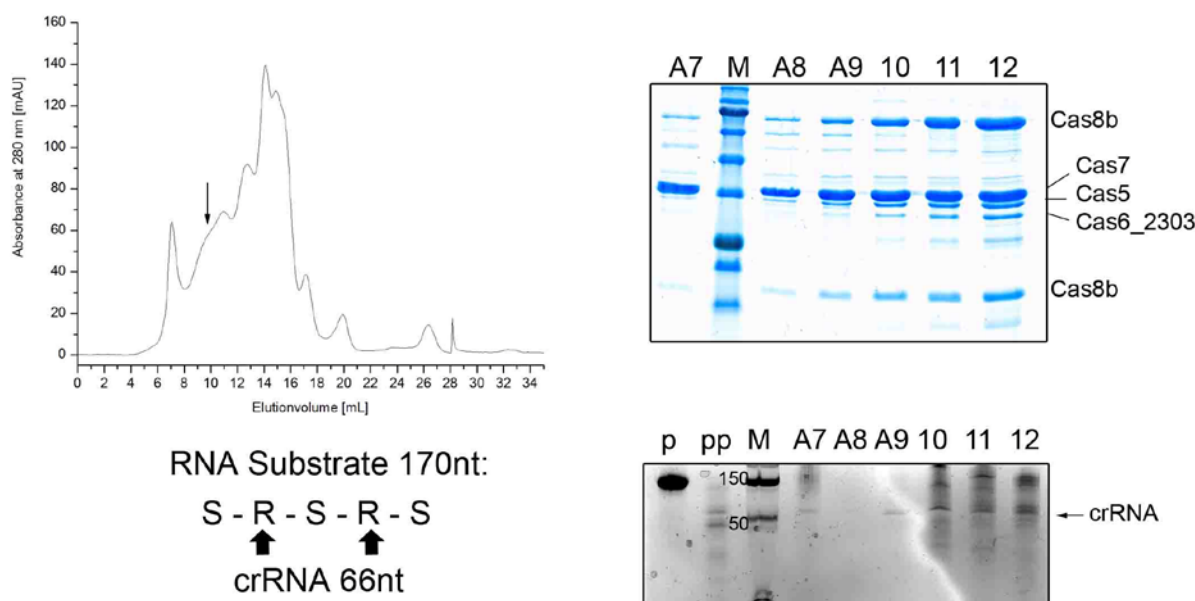 160
140
120
100
80
60
40
20
0
Absorbance at 280 nm [mAU]
0 2 4 6 8 10 12 14 16 18 20 22 24 26 28 30 32 34
Elutionvolume [mL]
RNA Substrate 170nt:
S - R - S - R - S
crRNA 66nt
A7 M A8 A9 10 11 12
Cas8b
Cas7
Cas5
Cas6_2303
Cas8b
p pp M A7 A8 A9 10 11 12
150
50
crRNA